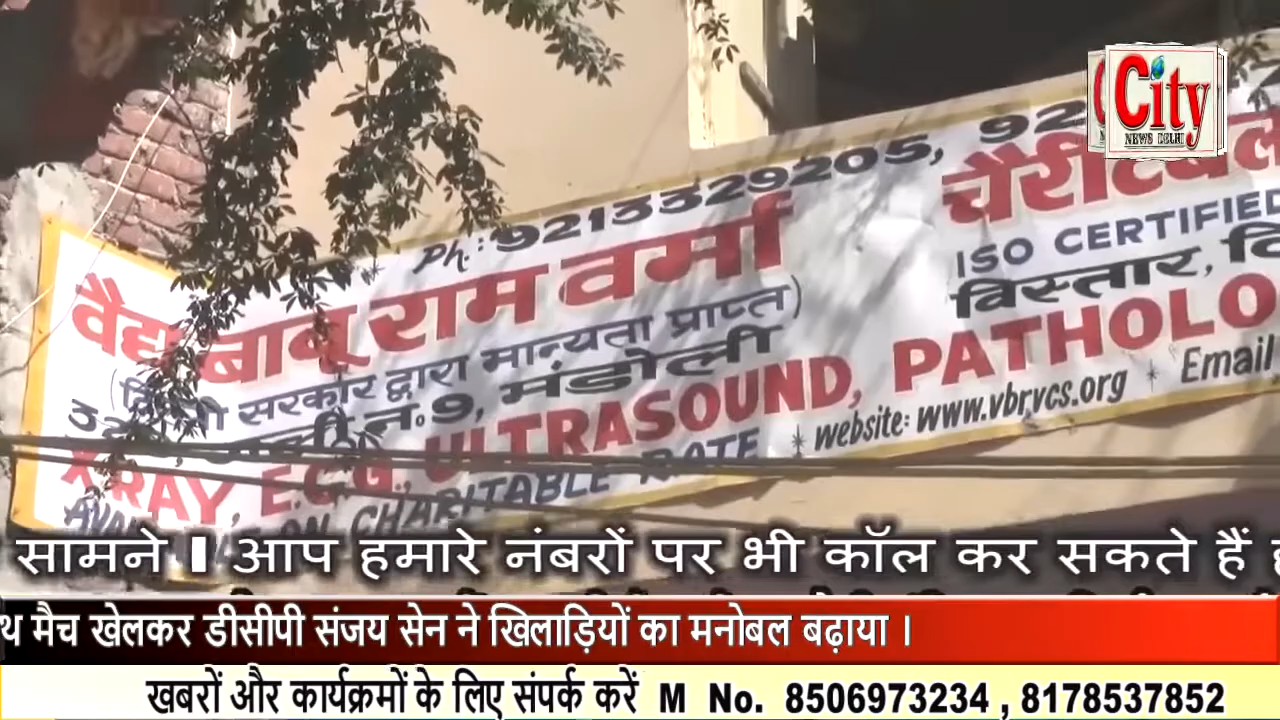 City
NEWS DELHI
Ph.: 9213329205, 92
वैद्य बाबू राम वर्मा
चैरीटेबल
सरकार द्वारा मान्यता प्राप्त)
ISO CERTIFIED
नं॰9, मंडोली
विस्तार,
X-RAY, E.C.G., ULTRASOUND, PATHOLO
ON CHARITABLE RATE
website: www.vbrvcs.org
Email
सामने । आप हमारे नंबरों पर भी कॉल कर सकते हैं
थ मैच खेलकर डीसीपी संजय सेन ने खिलाड़ियों का मनोबल बढ़ाया ।
खबरों और कार्यक्रमों के लिए संपर्क करें M No. 8506973234 , 8178537852